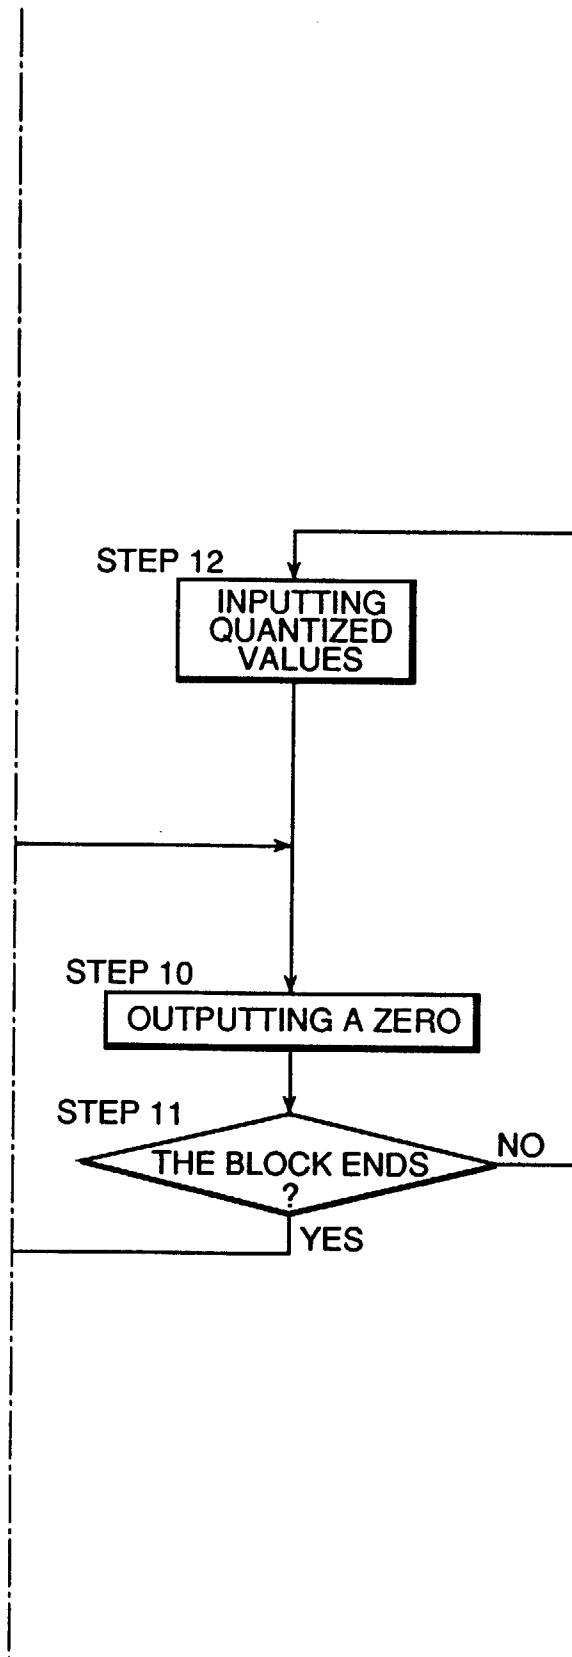 STEP 12
INPUTTING
QUANTIZED
VALUES
STEP 10
OUTPUTTING A ZERO
STEP 11
THE BLOCK ENDS
?
NO
YES